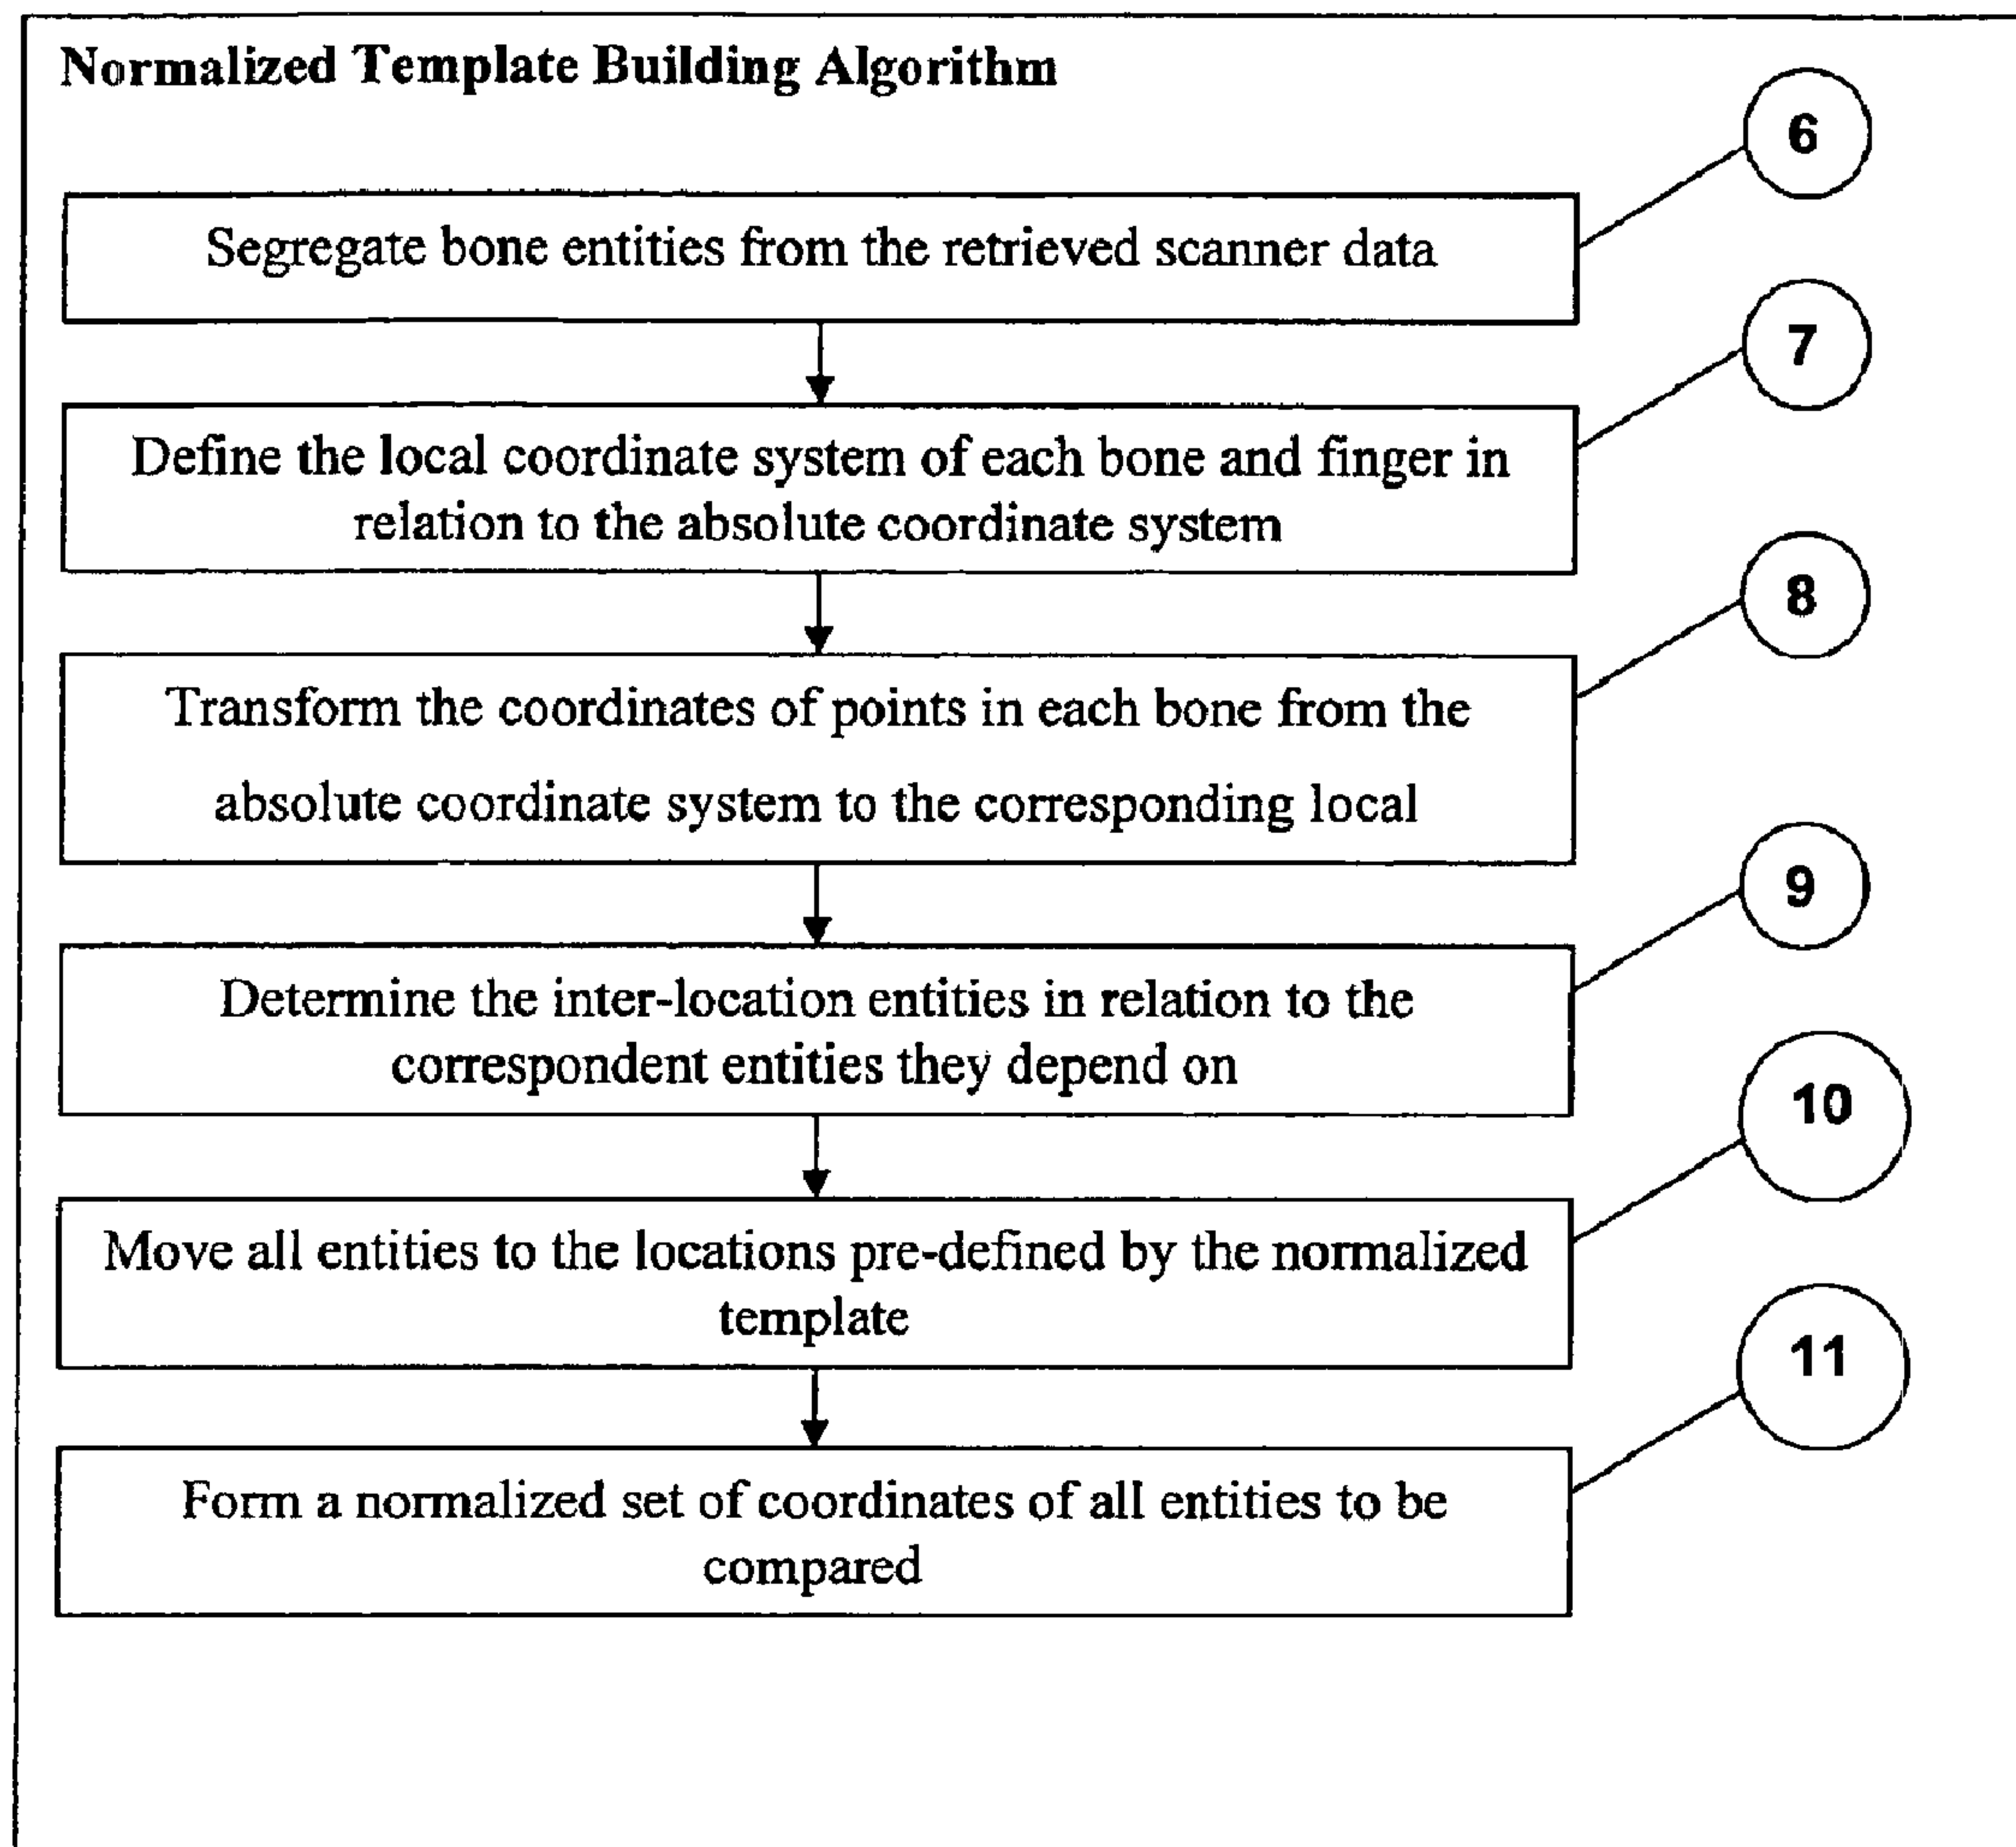 Normalized Template Building Algorithm
6
Segregate bone entities from the retrieved scanner data
7
Define the local coordinate system of each bone and finger in
relation to the absolute coordinate system
8
Transform the coordinates of points in each bone from the
absolute coordinate system to the corresponding local
9
Determine the inter-location entities in relation to the
correspondent entities they depend on
10
Move all entities to the locations pre-defined by the normalized
template
11
Form a normalized set of coordinates of all entities to be
compared